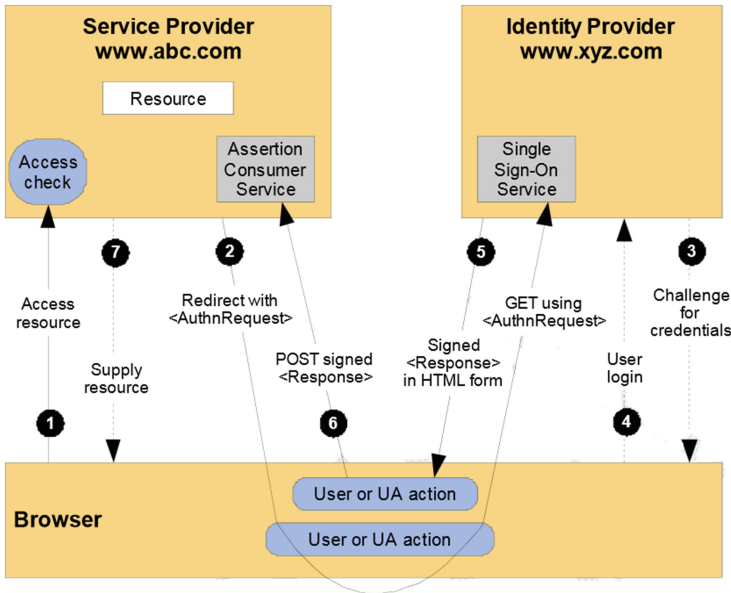 Service Provider
www.abc.com
Identity Provider
www.xyz.com
Resource
Access
check
Assertion
Consumer
Service
Single
Sign-On
Service
7
2
5
3
Access
resource
Redirect with
<AuthnRequest>
GET using
<AuthnRequest>
Challenge
for
credentials
Supply
resource
POST signed
<Response>
Signed
<Response>
in HTML form
User
login
1
6
4
User or UA action
Browser
User or UA action